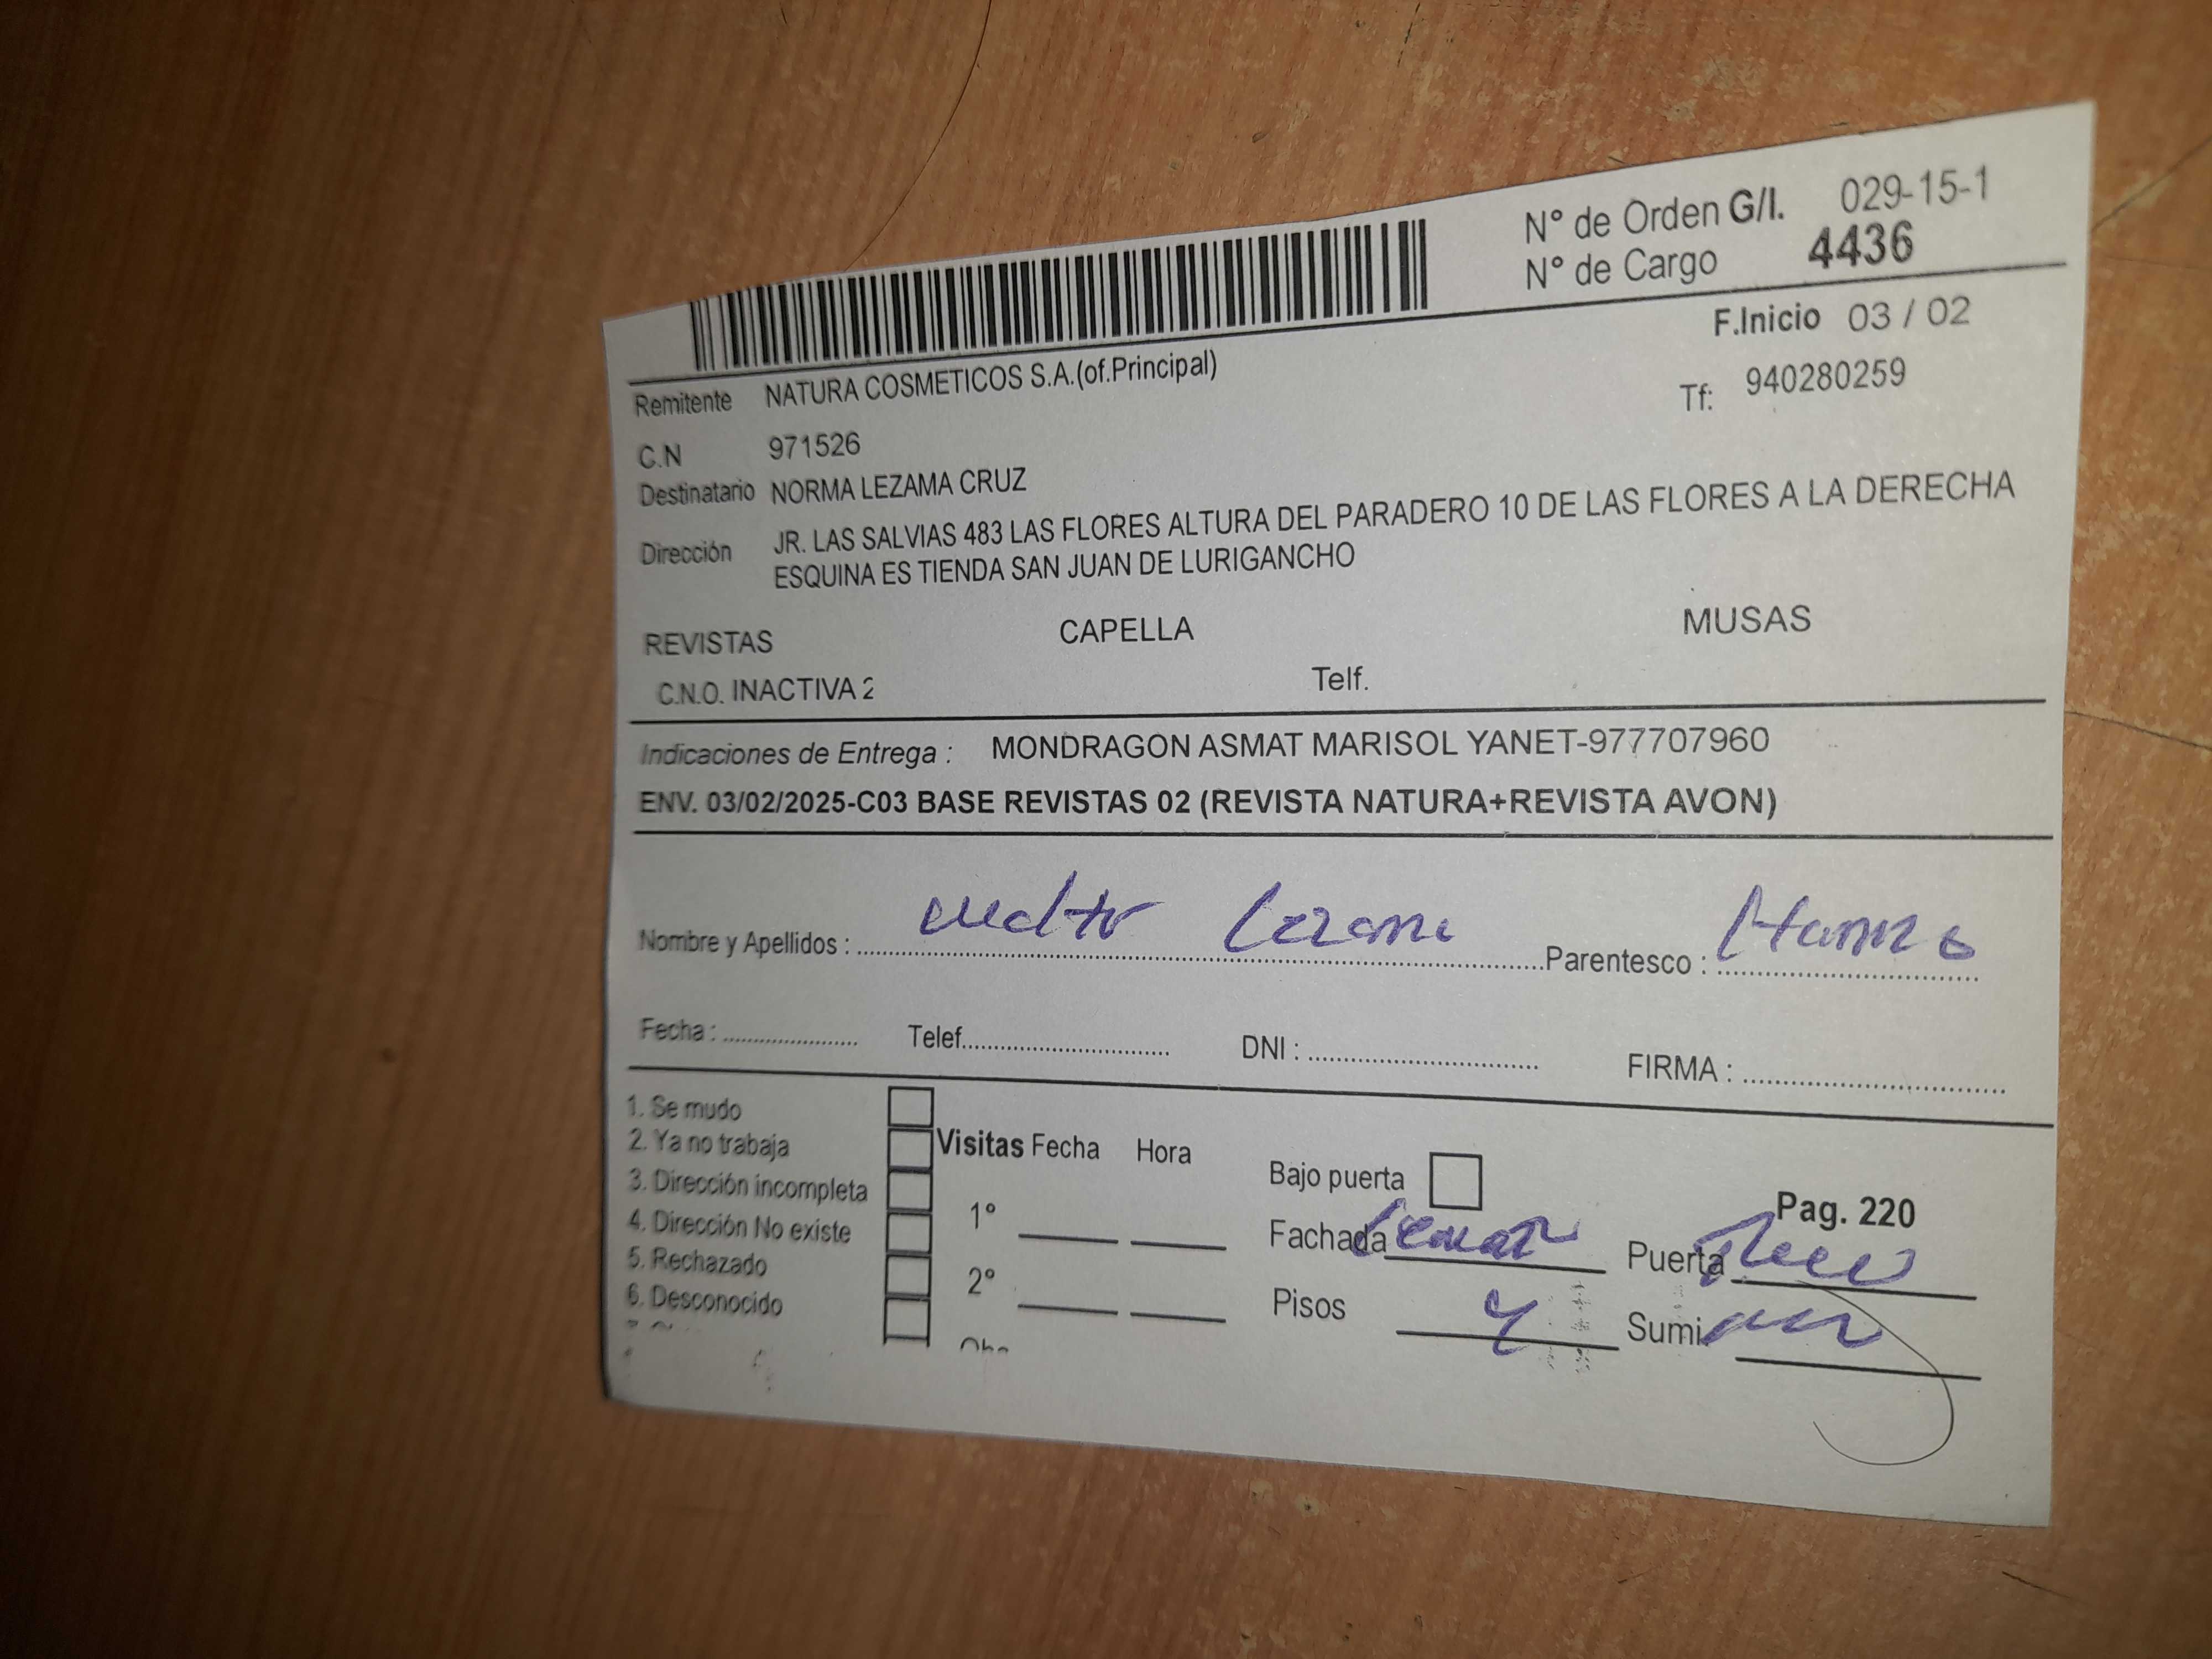 N° de Orden G/I. 029-15-1
N° de Cargo 4436
F.Inicio 03 / 02
Remitente NATURA COSMETICOS S.A.(of.Principal)
Tf: 940280259
C.N 971526
Destinatario NORMA LEZAMA CRUZ
Dirección JR. LAS SALVIAS 483 LAS FLORES ALTURA DEL PARADERO 10 DE LAS FLORES A LA DERECHA
ESQUINA ES TIENDA SAN JUAN DE LURIGANCHO
REVISTAS CAPELLA MUSAS
C.N.O. INACTIVA 2 Telf.
Indicaciones de Entrega : MONDRAGON ASMAT MARISOL YANET-977707960
ENV. 03/02/2025-C03 BASE REVISTAS 02 (REVISTA NATURA+REVISTA AVON)
Nombre y Apellidos : Parentesco :
Fecha : Telef. DNI : FIRMA :
1. Se mudo
2. Ya no trabaja
3. Dirección incompleta
4. Dirección No existe
5. Rechazado
6. Desconocido
Visitas Fecha Hora
1°
2°
Bajo puerta
Pag. 220
Fachada Puerta
Pisos 4 Sumi